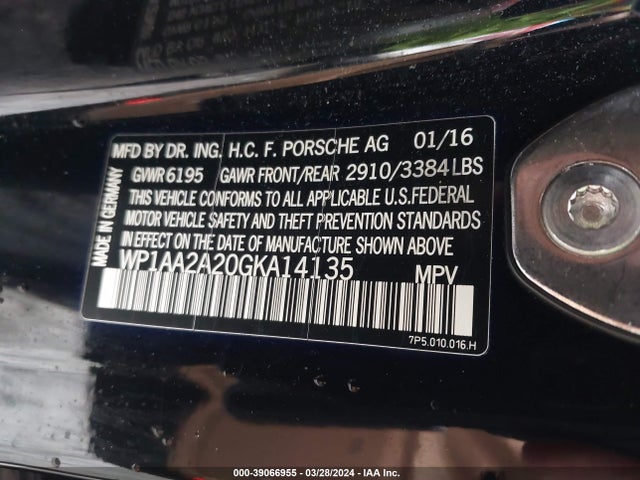 MFD BY DR. ING. H.C. F. PORSCHE AG 01/16
GVWR 6195 GAWR FRONT/REAR 2910/3384 LBS
THIS VEHICLE CONFORMS TO ALL APPLICABLE U.S.FEDERAL
MOTOR VEHICLE SAFETY AND THEFT PREVENTION STANDARDS
IN EFFECT ON THE DATE OF MANUFACTURE SHOWN ABOVE.
WP1AA2A20GKA14135 MPV
MADE IN GERMANY
7P5.010.016.H
000-39066955 | 03/28/2024 - IAA Inc.